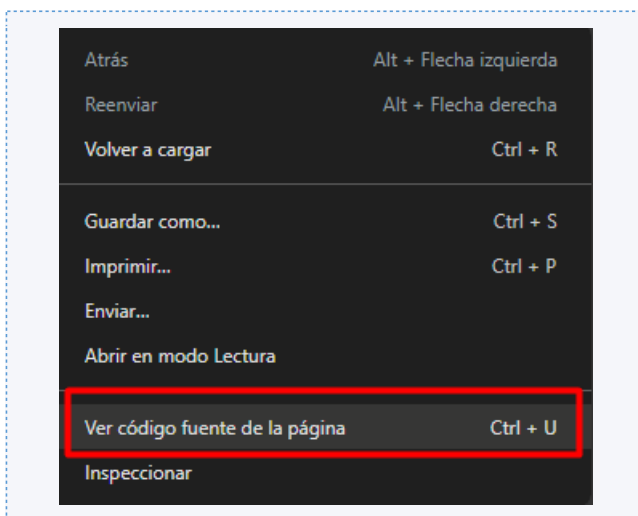 Atrás Alt + Flecha izquierda
Reenviar Alt + Flecha derecha
Volver a cargar Ctrl + R
Guardar como... Ctrl + S
Imprimir... Ctrl + P
Enviar...
Abrir en modo Lectura
Ver código fuente de la página Ctrl + U
Inspeccionar